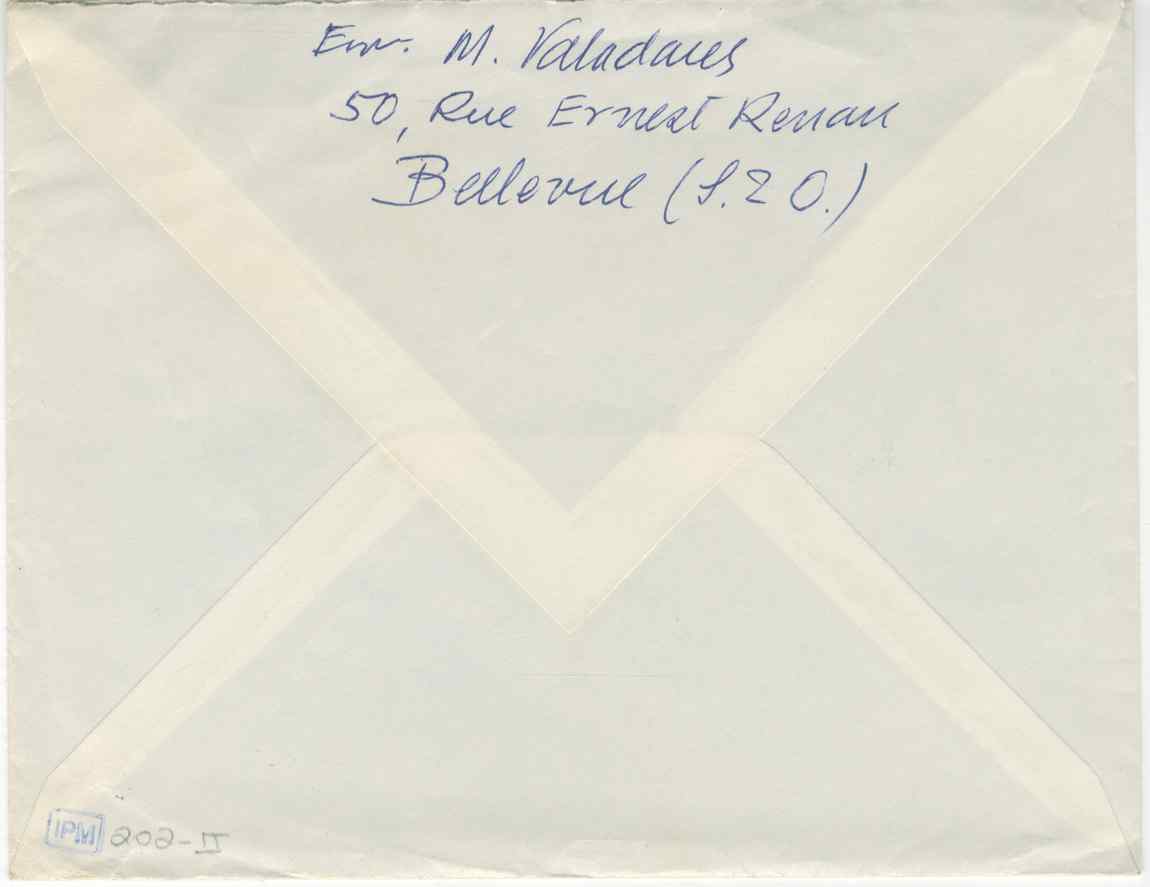 Env. M. Valadares
50, Rue Ernest Renan
Bellevue (S. & O.)
IPM 202-II